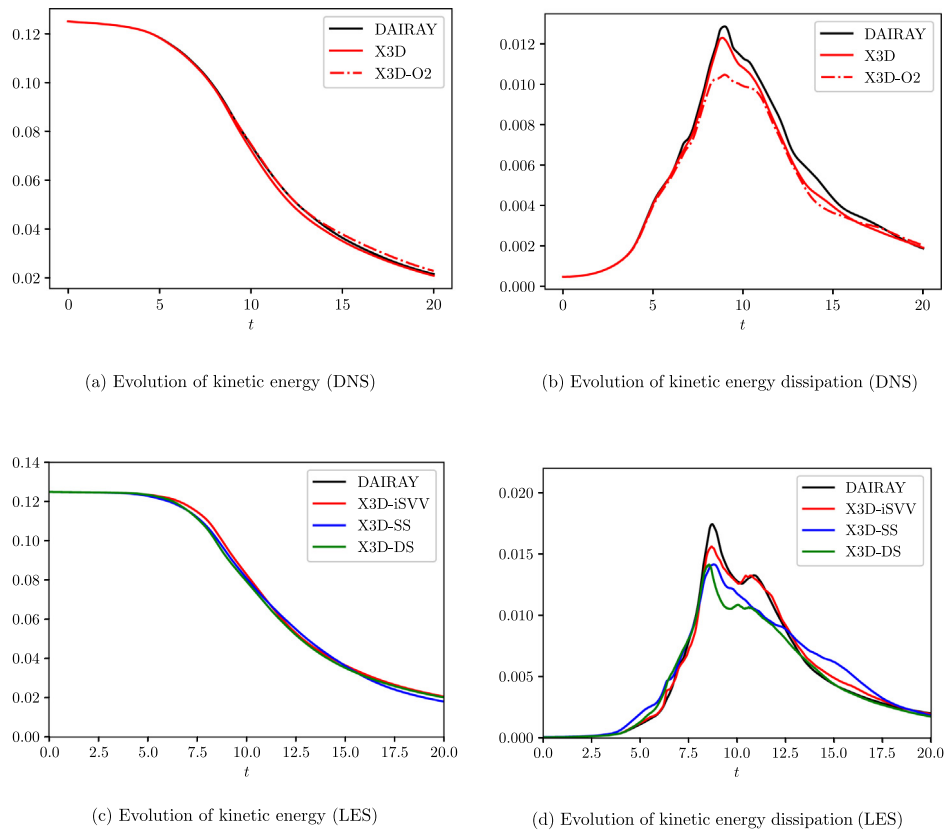 0.12
0.10
0.08
0.06
0.04
0.02
0 5 10 15 20
t
DAIRAY
X3D
X3D-O2
(a) Evolution of kinetic energy (DNS)
0.012
0.010
0.008
0.006
0.004
0.002
0.000
0 5 10 15 20
t
DAIRAY
X3D
X3D-O2
(b) Evolution of kinetic energy dissipation (DNS)
0.14
0.12
0.10
0.08
0.06
0.04
0.02
0.00
0.0 2.5 5.0 7.5 10.0 12.5 15.0 17.5 20.0
t
DAIRAY
X3D-iSVV
X3D-SS
X3D-DS
(c) Evolution of kinetic energy (LES)
0.020
0.015
0.010
0.005
0.000
0.0 2.5 5.0 7.5 10.0 12.5 15.0 17.5 20.0
t
DAIRAY
X3D-iSVV
X3D-SS
X3D-DS
(d) Evolution of kinetic energy dissipation (LES)